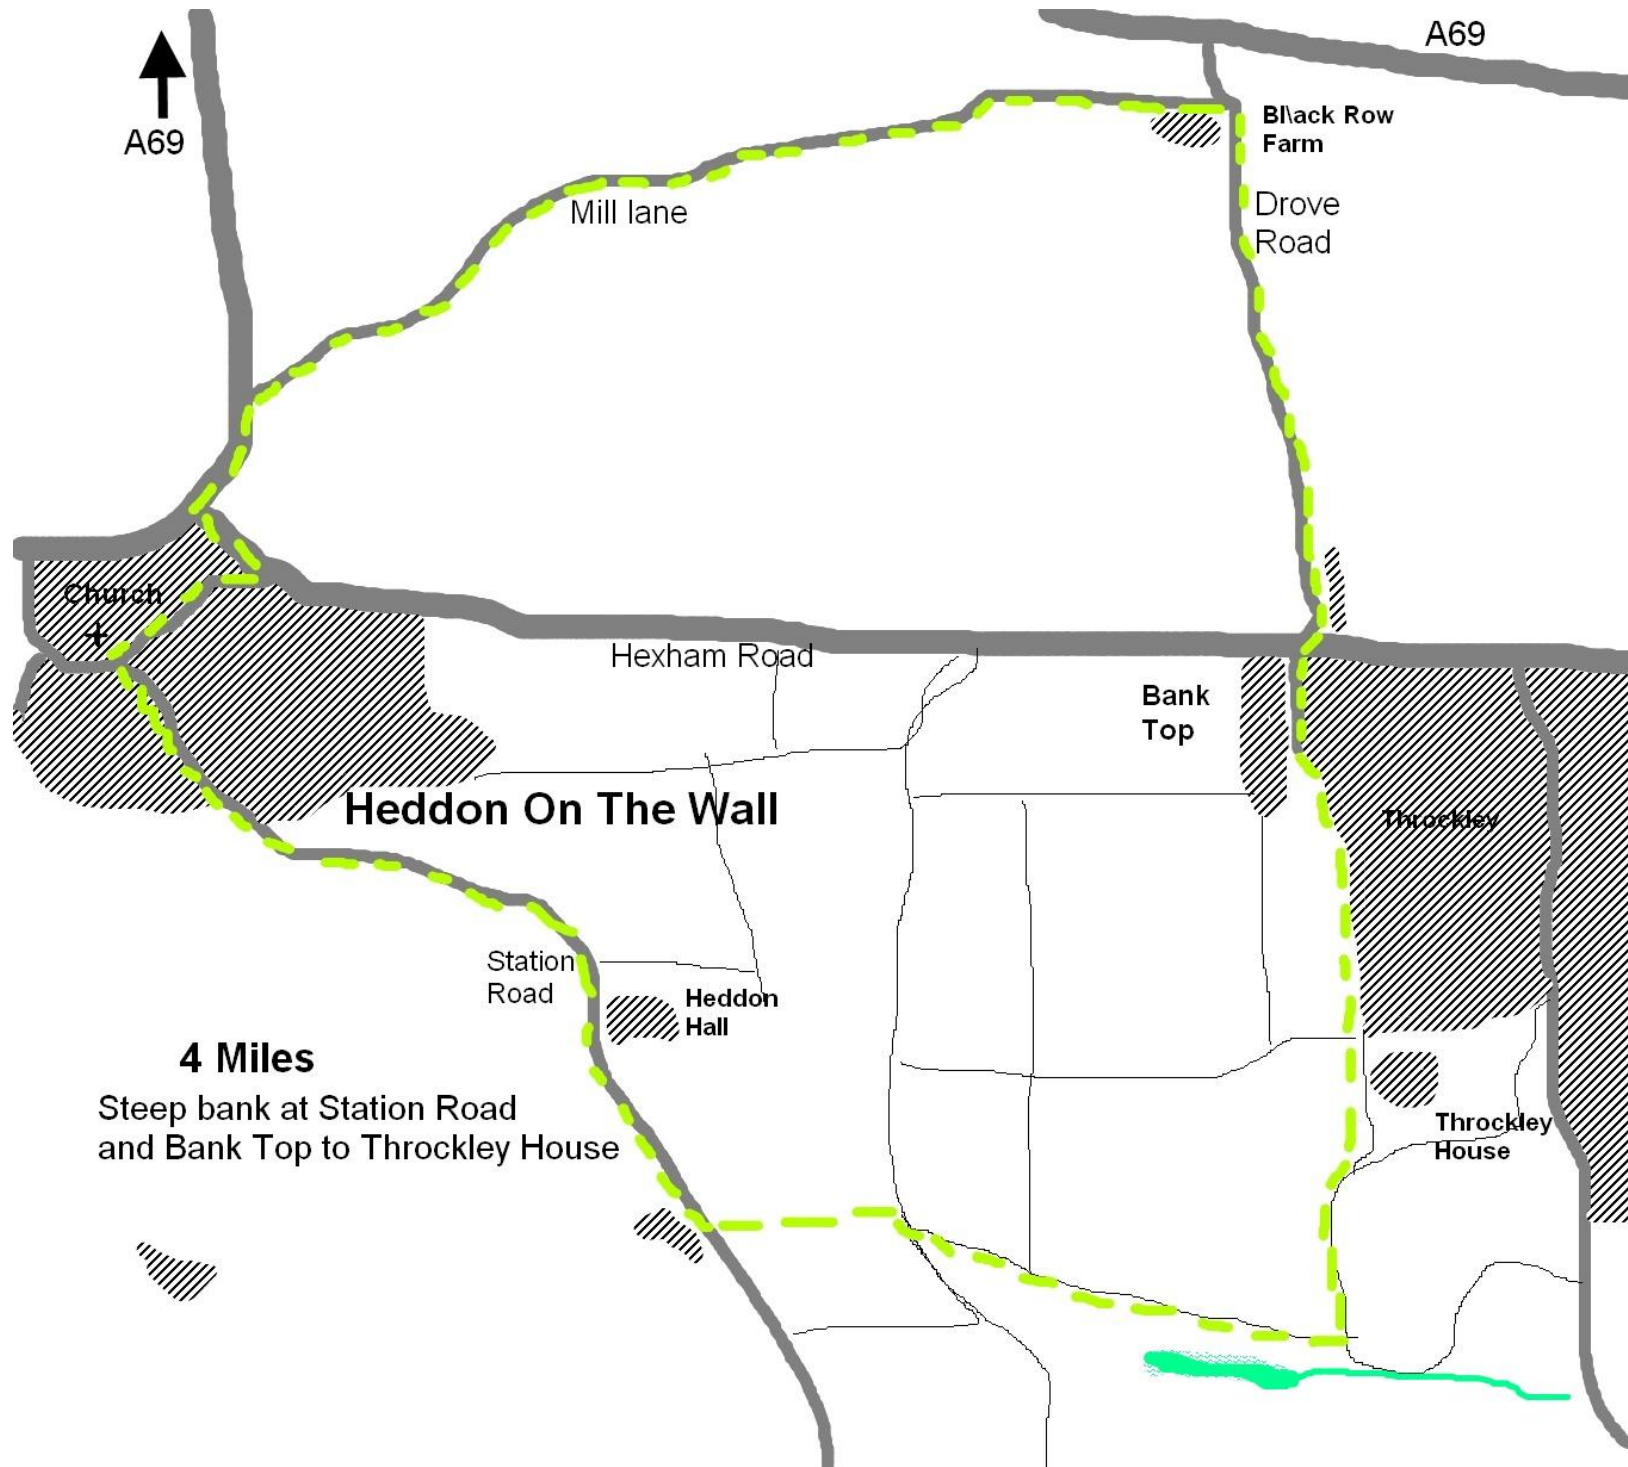 A69
A69
Bl\ack Row
Farm
Drove
Road
Mill lane
Church
Hexham Road
Bank
Top
Heddon On The Wall
Throckley
Station
Road
Heddon
Hall
4 Miles
Steep bank at Station Road
and Bank Top to Throckley House
Throckley
House